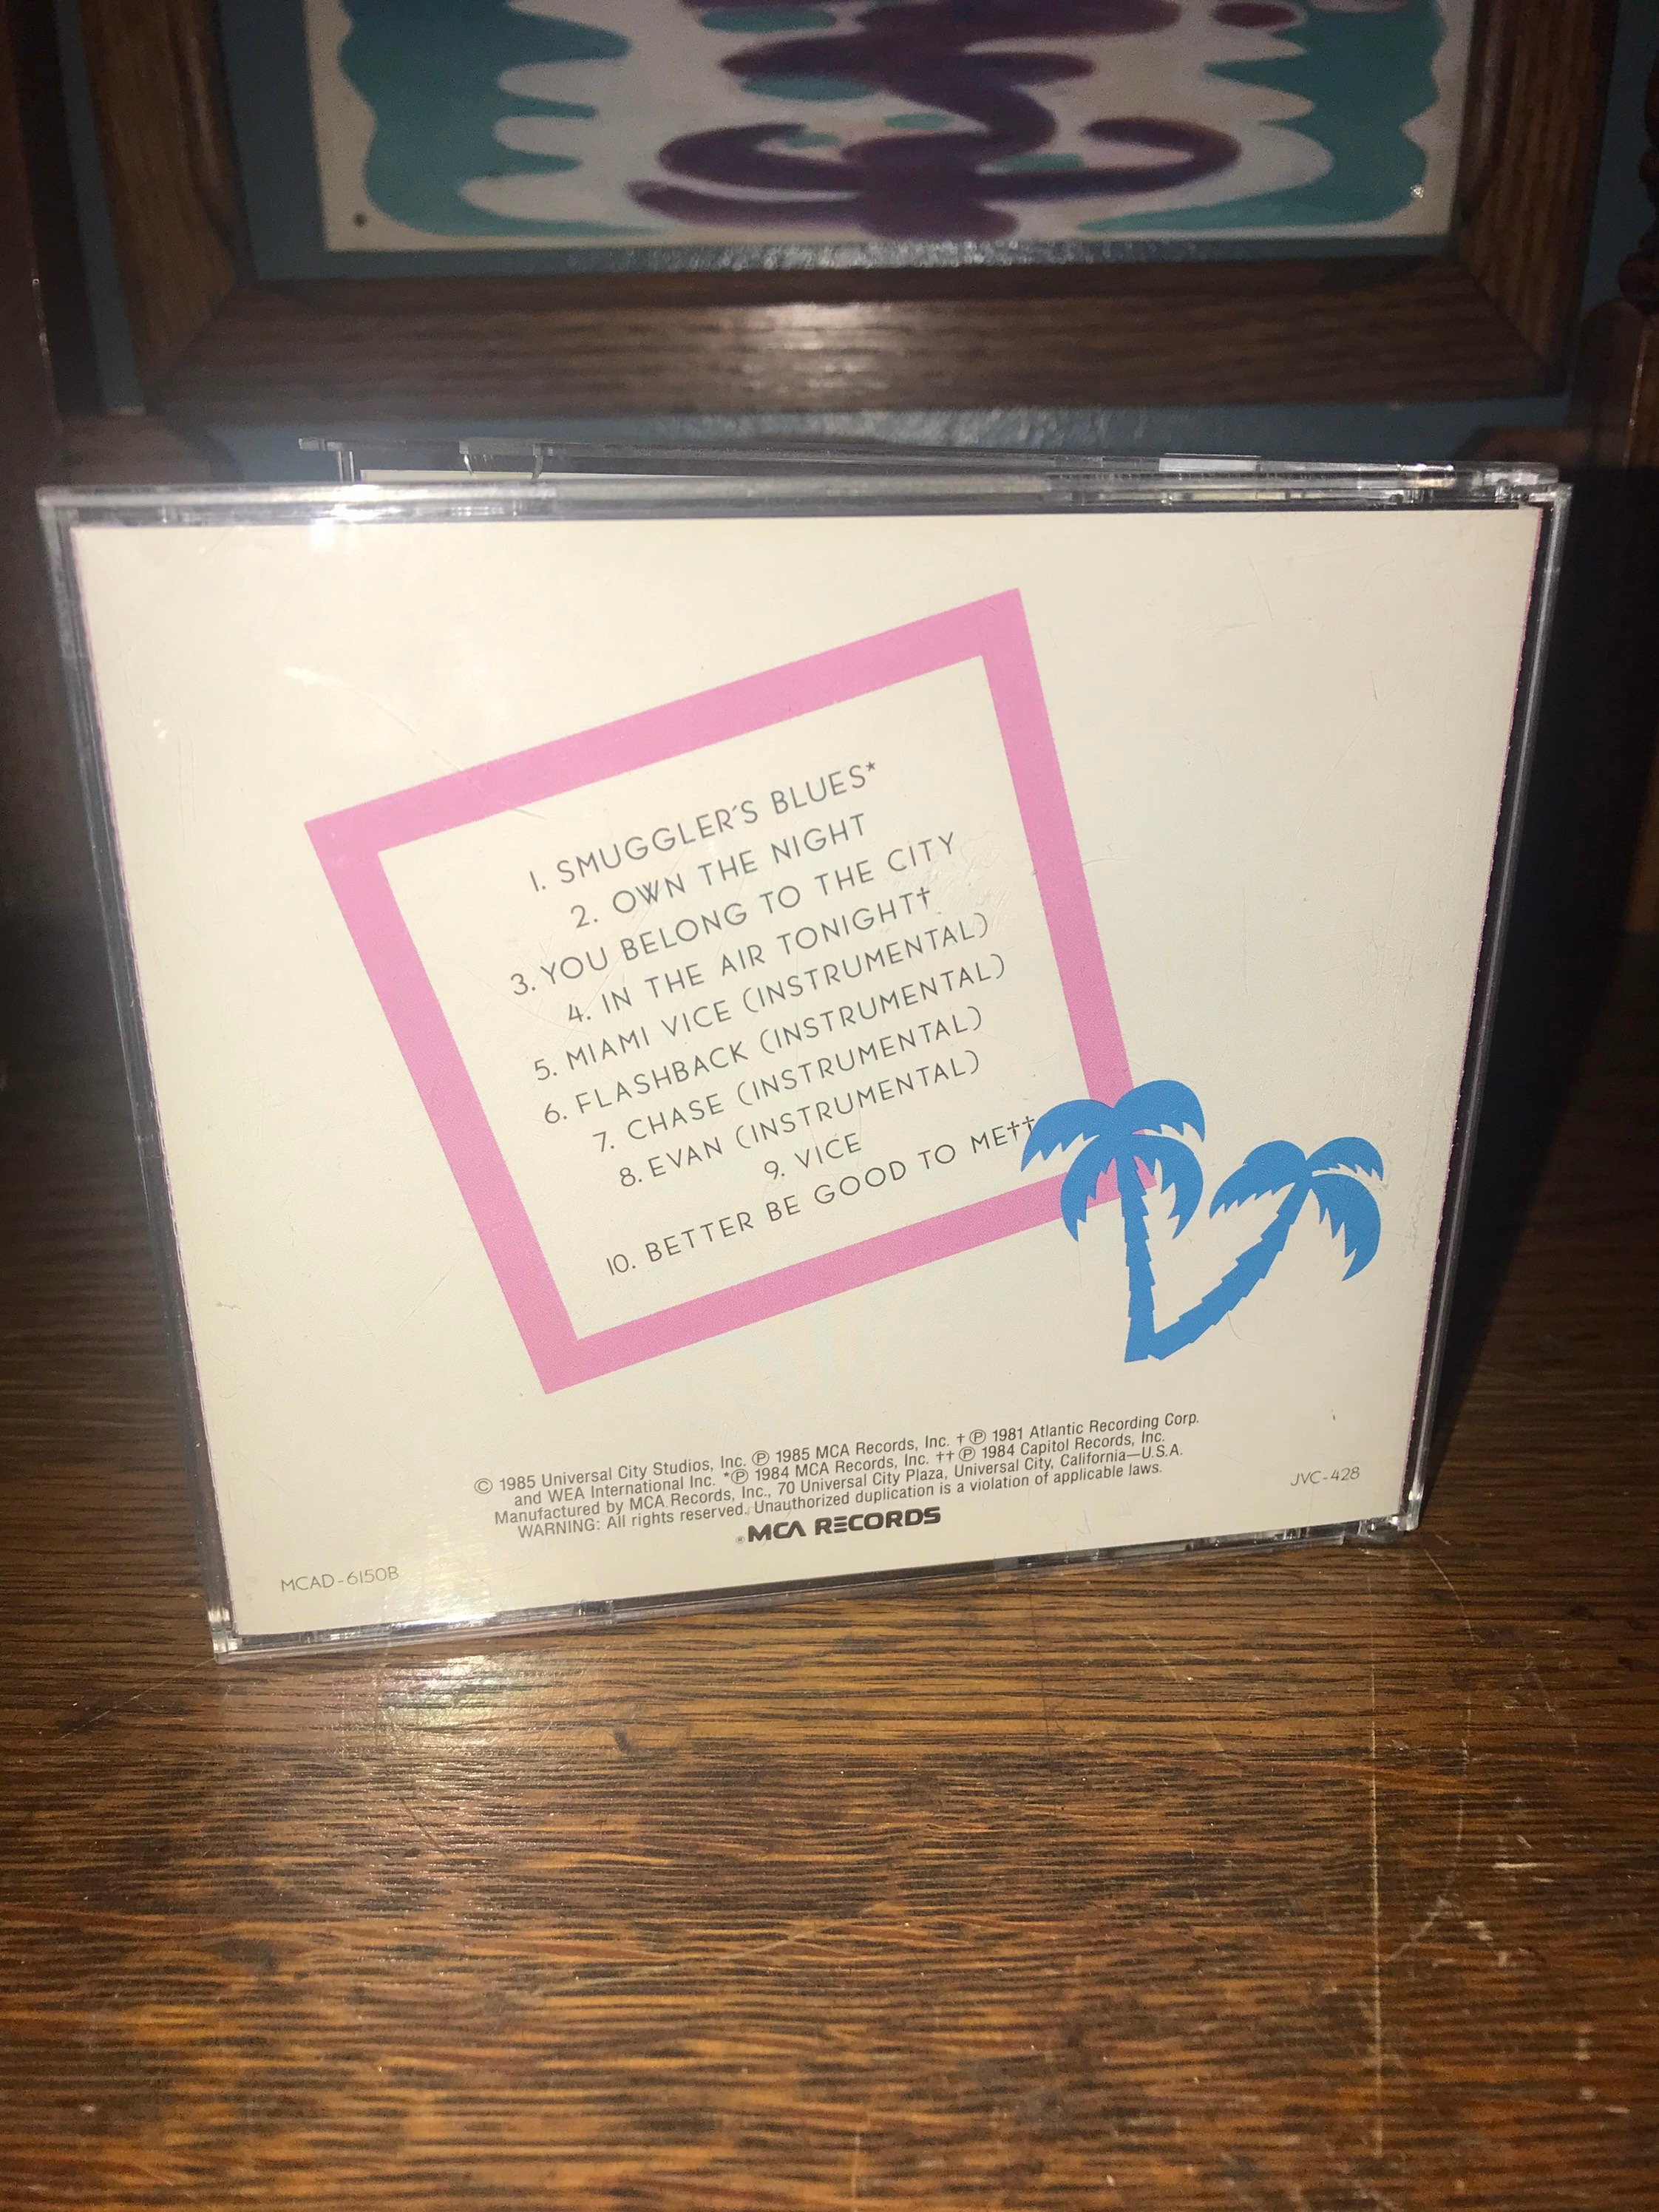 1. SMUGGLER'S BLUES*
2. OWN THE NIGHT
3. YOU BELONG TO THE CITY
4. IN THE AIR TONIGHT†
5. MIAMI VICE (INSTRUMENTAL)
6. FLASHBACK (INSTRUMENTAL)
7. CHASE (INSTRUMENTAL)
8. EVAN (INSTRUMENTAL)
9. VICE
10. BETTER BE GOOD TO ME††
© 1985 Universal City Studios, Inc. ℗ 1985 MCA Records, Inc. † ℗ 1981 Atlantic Recording Corp.
and WEA International Inc. *℗ 1984 MCA Records, Inc. †† ℗ 1984 Capitol Records, Inc.
Manufactured by MCA Records, Inc., 70 Universal City Plaza, Universal City, California—U.S.A.
WARNING: All rights reserved. Unauthorized duplication is a violation of applicable laws.
JVC-428
®MCA RECORDS
MCAD-6150B